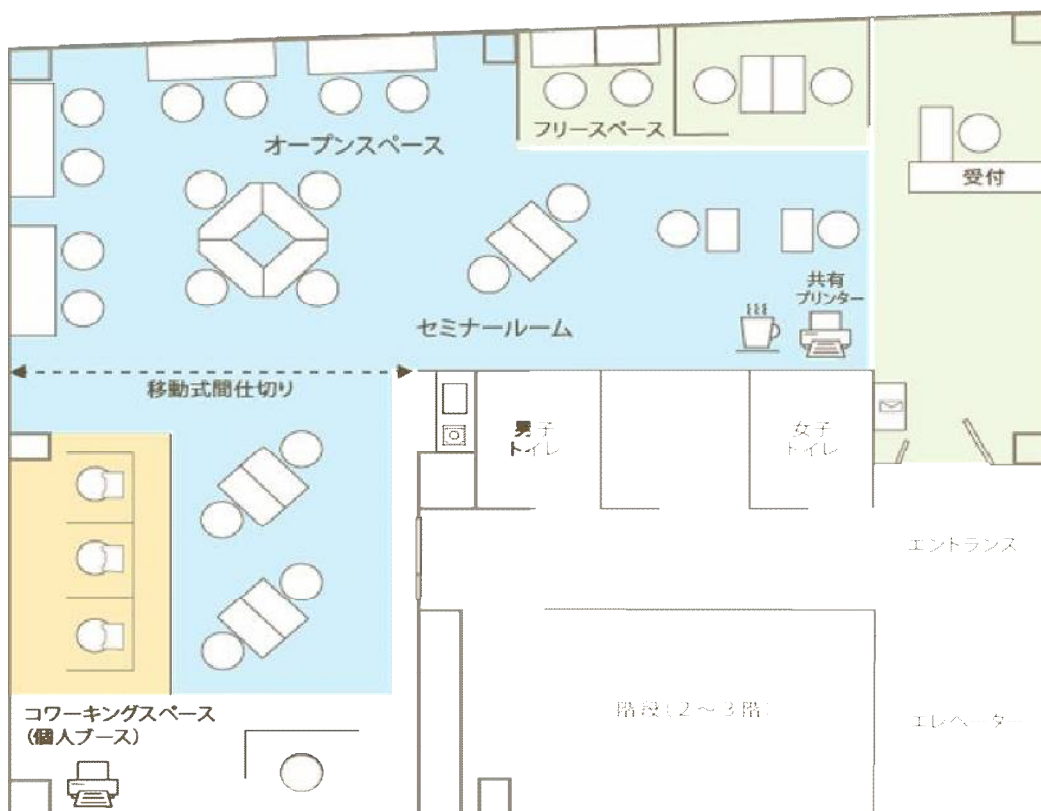 オープンスペース
フリースペース
受付
共有
プリンター
セミナールーム
移動式間仕切り
男子
トイレ
女子
トイレ
エントランス
コワーキングスペース
(個人ブース)
階段(2～3階)
エレベーター